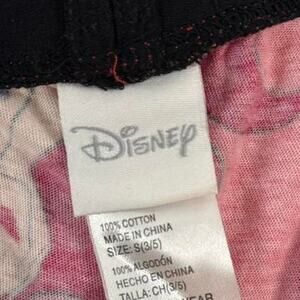 Disney
100% COTTON
MADE IN CHINA
SIZE: S(3/5)
100% ALGODÓN
HECHO EN CHINA
TALLA: CH(3/5)